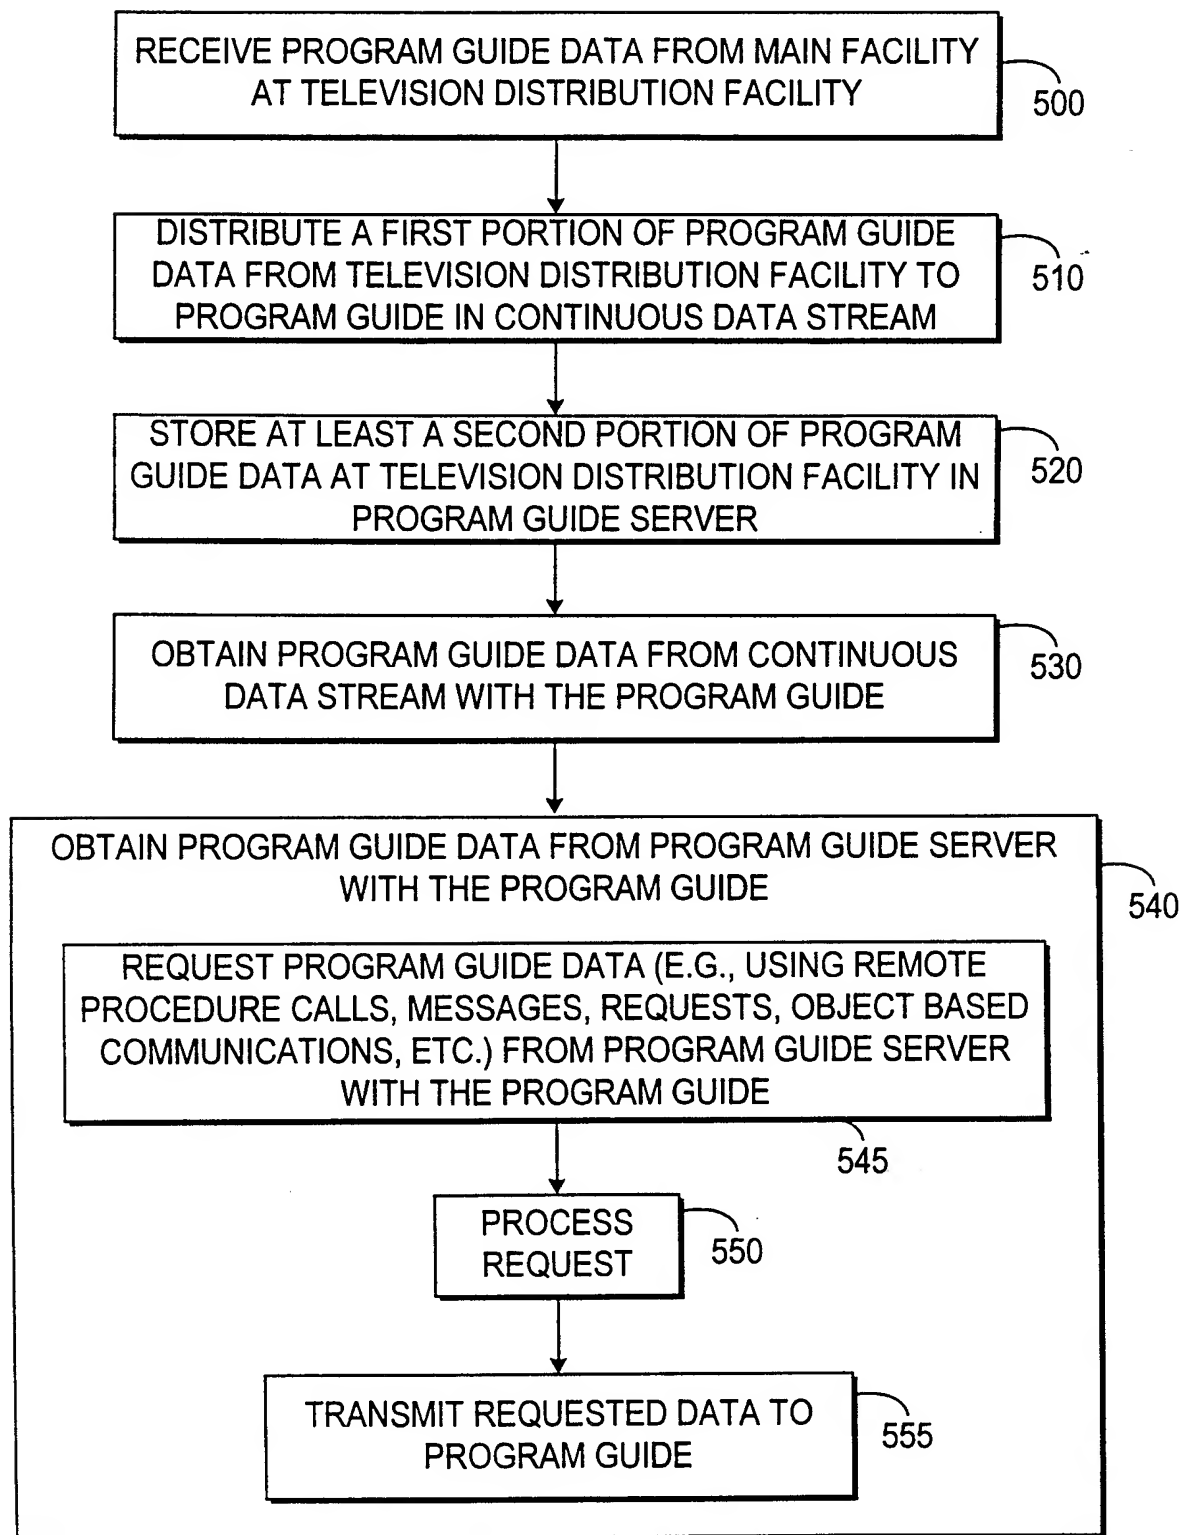 RECEIVE PROGRAM GUIDE DATA FROM MAIN FACILITY
AT TELEVISION DISTRIBUTION FACILITY
500
DISTRIBUTE A FIRST PORTION OF PROGRAM GUIDE
DATA FROM TELEVISION DISTRIBUTION FACILITY TO
PROGRAM GUIDE IN CONTINUOUS DATA STREAM
510
STORE AT LEAST A SECOND PORTION OF PROGRAM
GUIDE DATA AT TELEVISION DISTRIBUTION FACILITY IN
PROGRAM GUIDE SERVER
520
OBTAIN PROGRAM GUIDE DATA FROM CONTINUOUS
DATA STREAM WITH THE PROGRAM GUIDE
530
OBTAIN PROGRAM GUIDE DATA FROM PROGRAM GUIDE SERVER
WITH THE PROGRAM GUIDE
540
REQUEST PROGRAM GUIDE DATA (E.G., USING REMOTE
PROCEDURE CALLS, MESSAGES, REQUESTS, OBJECT BASED
COMMUNICATIONS, ETC.) FROM PROGRAM GUIDE SERVER
WITH THE PROGRAM GUIDE
545
PROCESS
REQUEST
550
TRANSMIT REQUESTED DATA TO
PROGRAM GUIDE
555